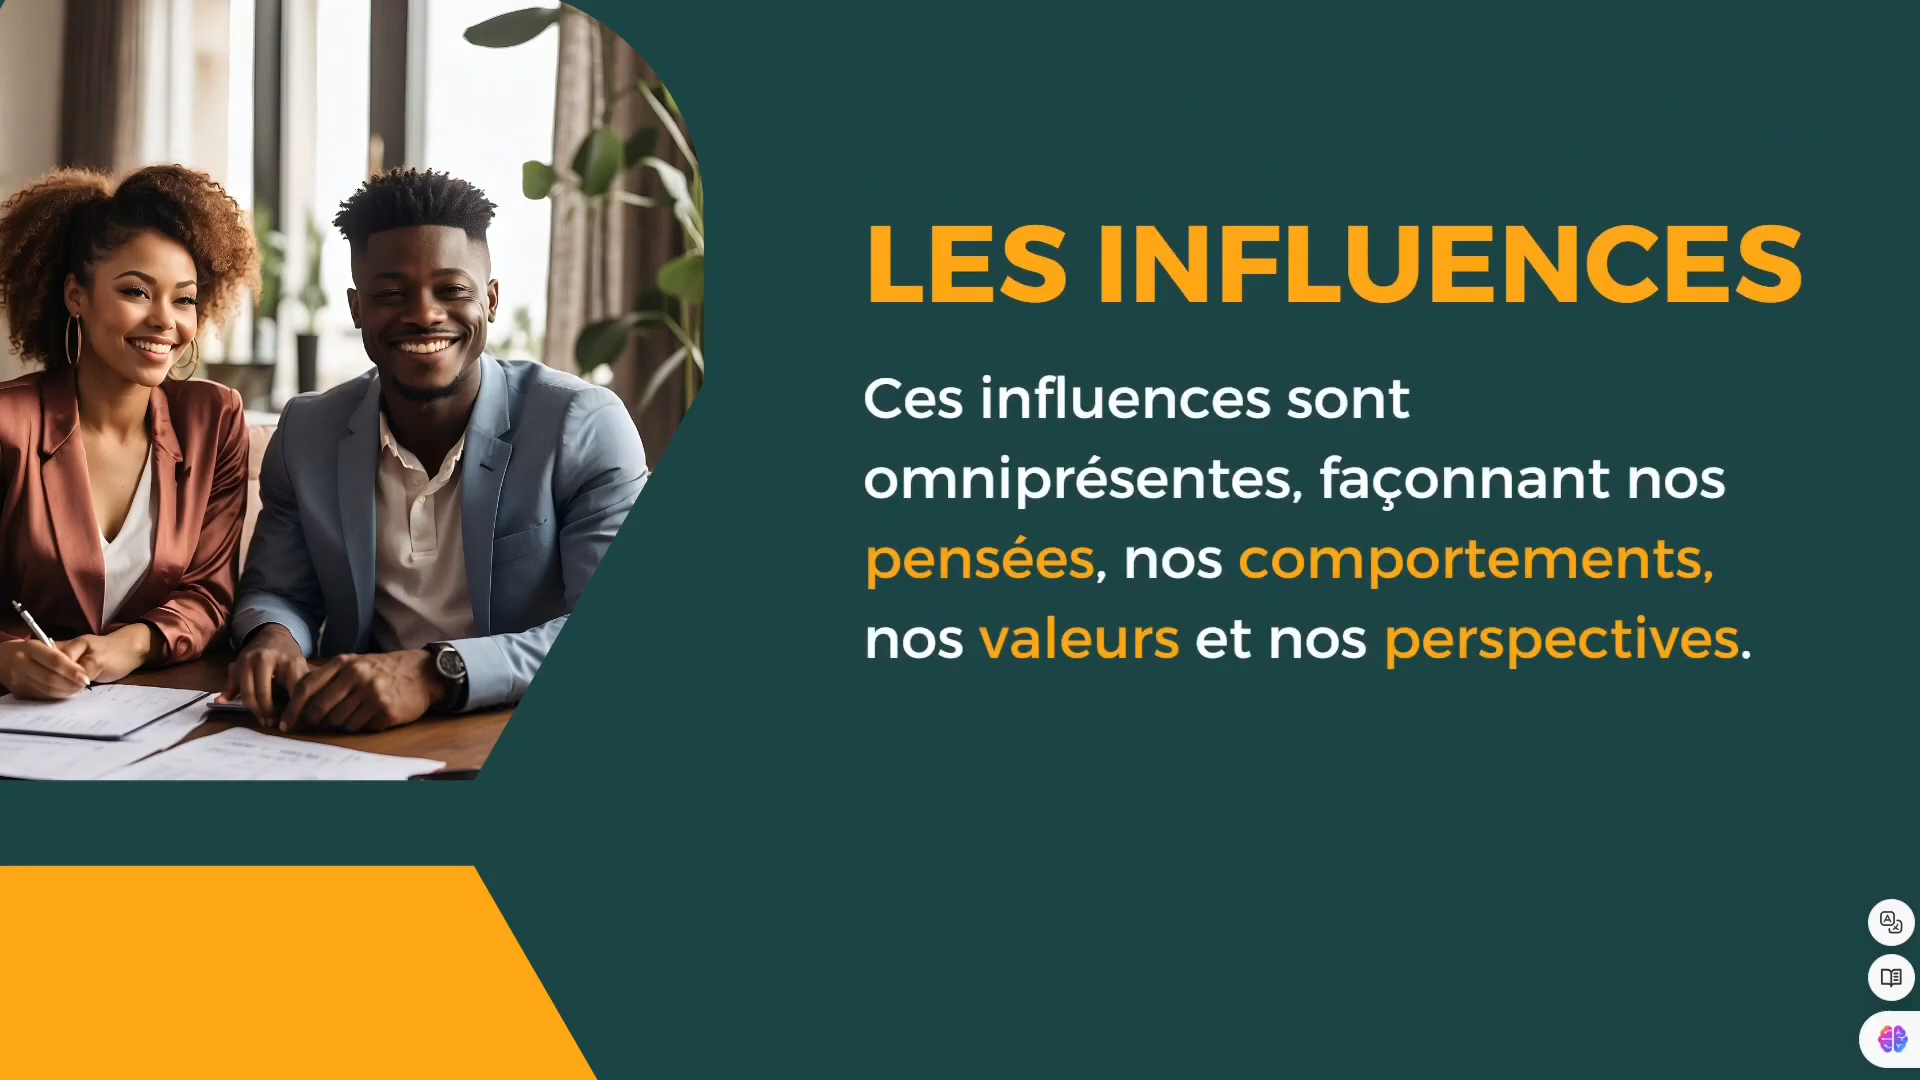 LES INFLUENCES
Ces influences sont
omniprésentes, façonnant nos
pensées, nos comportements,
nos valeurs et nos perspectives.